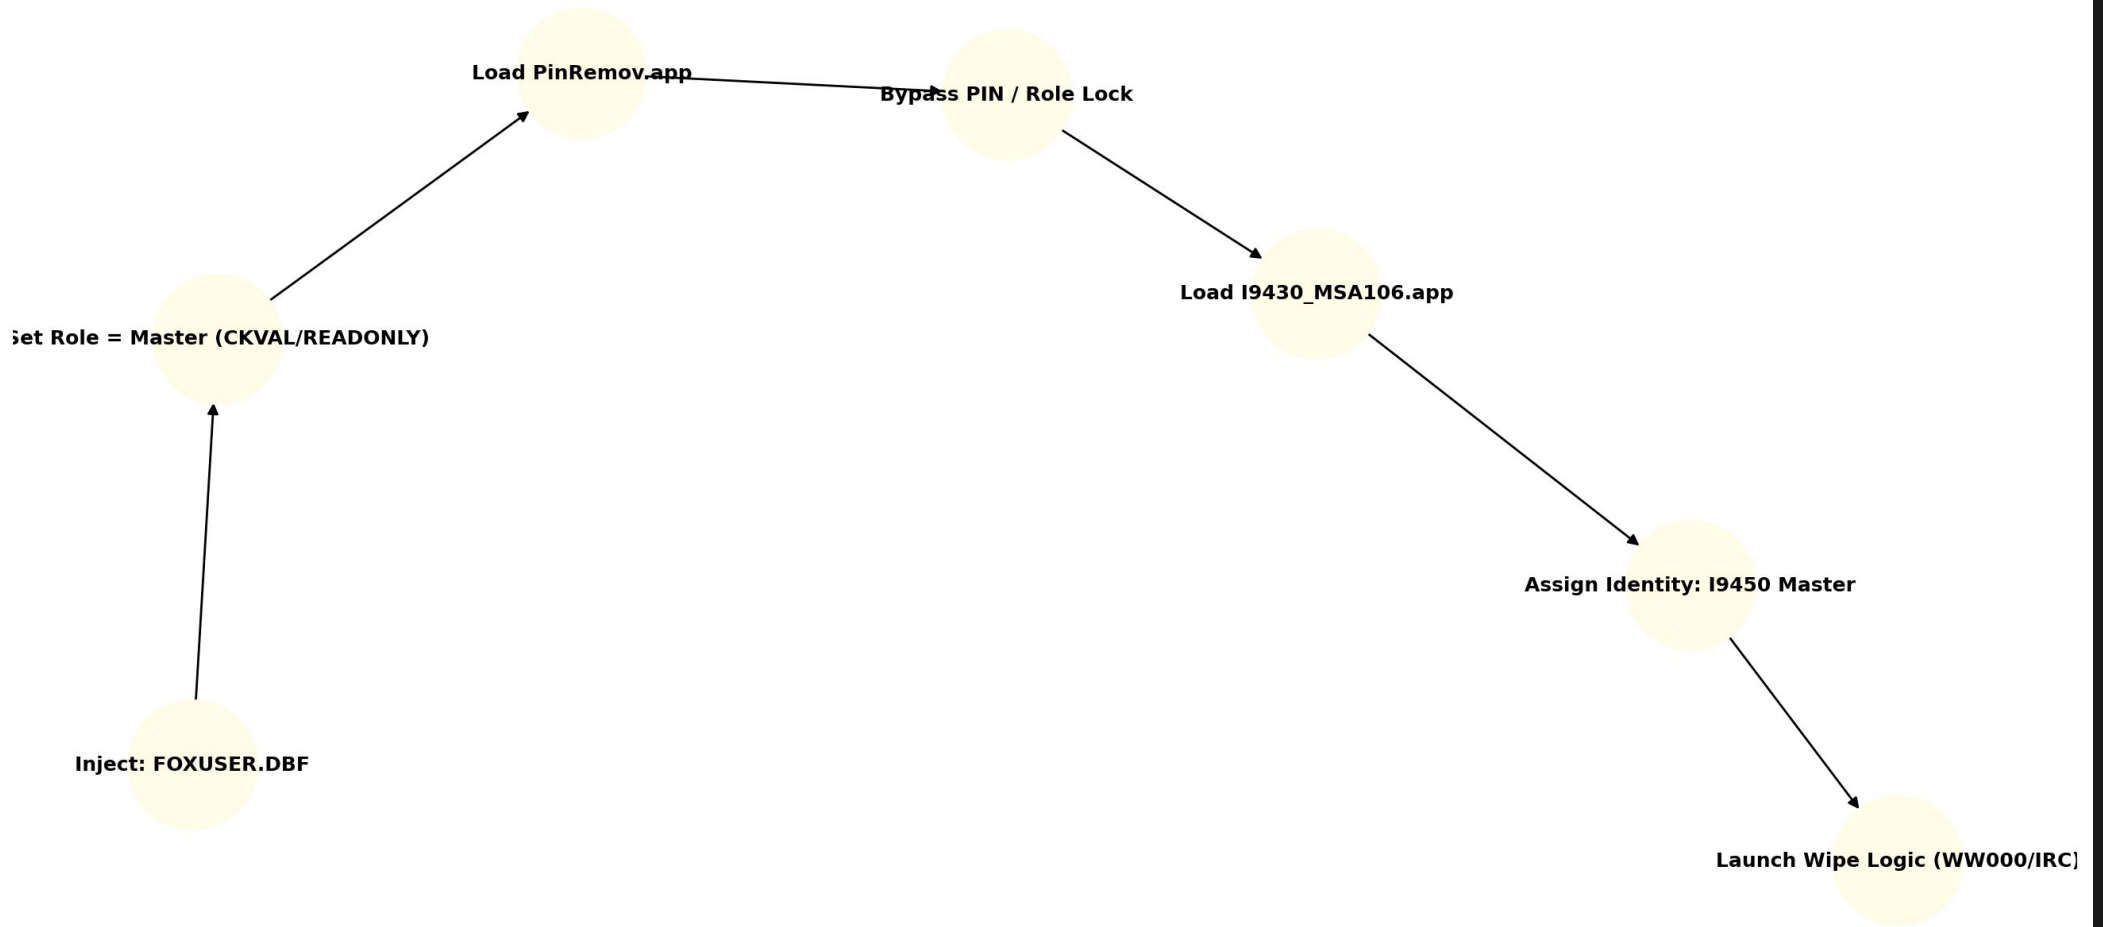 Load PinRemov.app
Bypass PIN / Role Lock
Load I9430_MSA106.app
Set Role = Master (CKVAL/READONLY)
Assign Identity: I9450 Master
Inject: FOXUSER.DBF
Launch Wipe Logic (WW000/IRC)